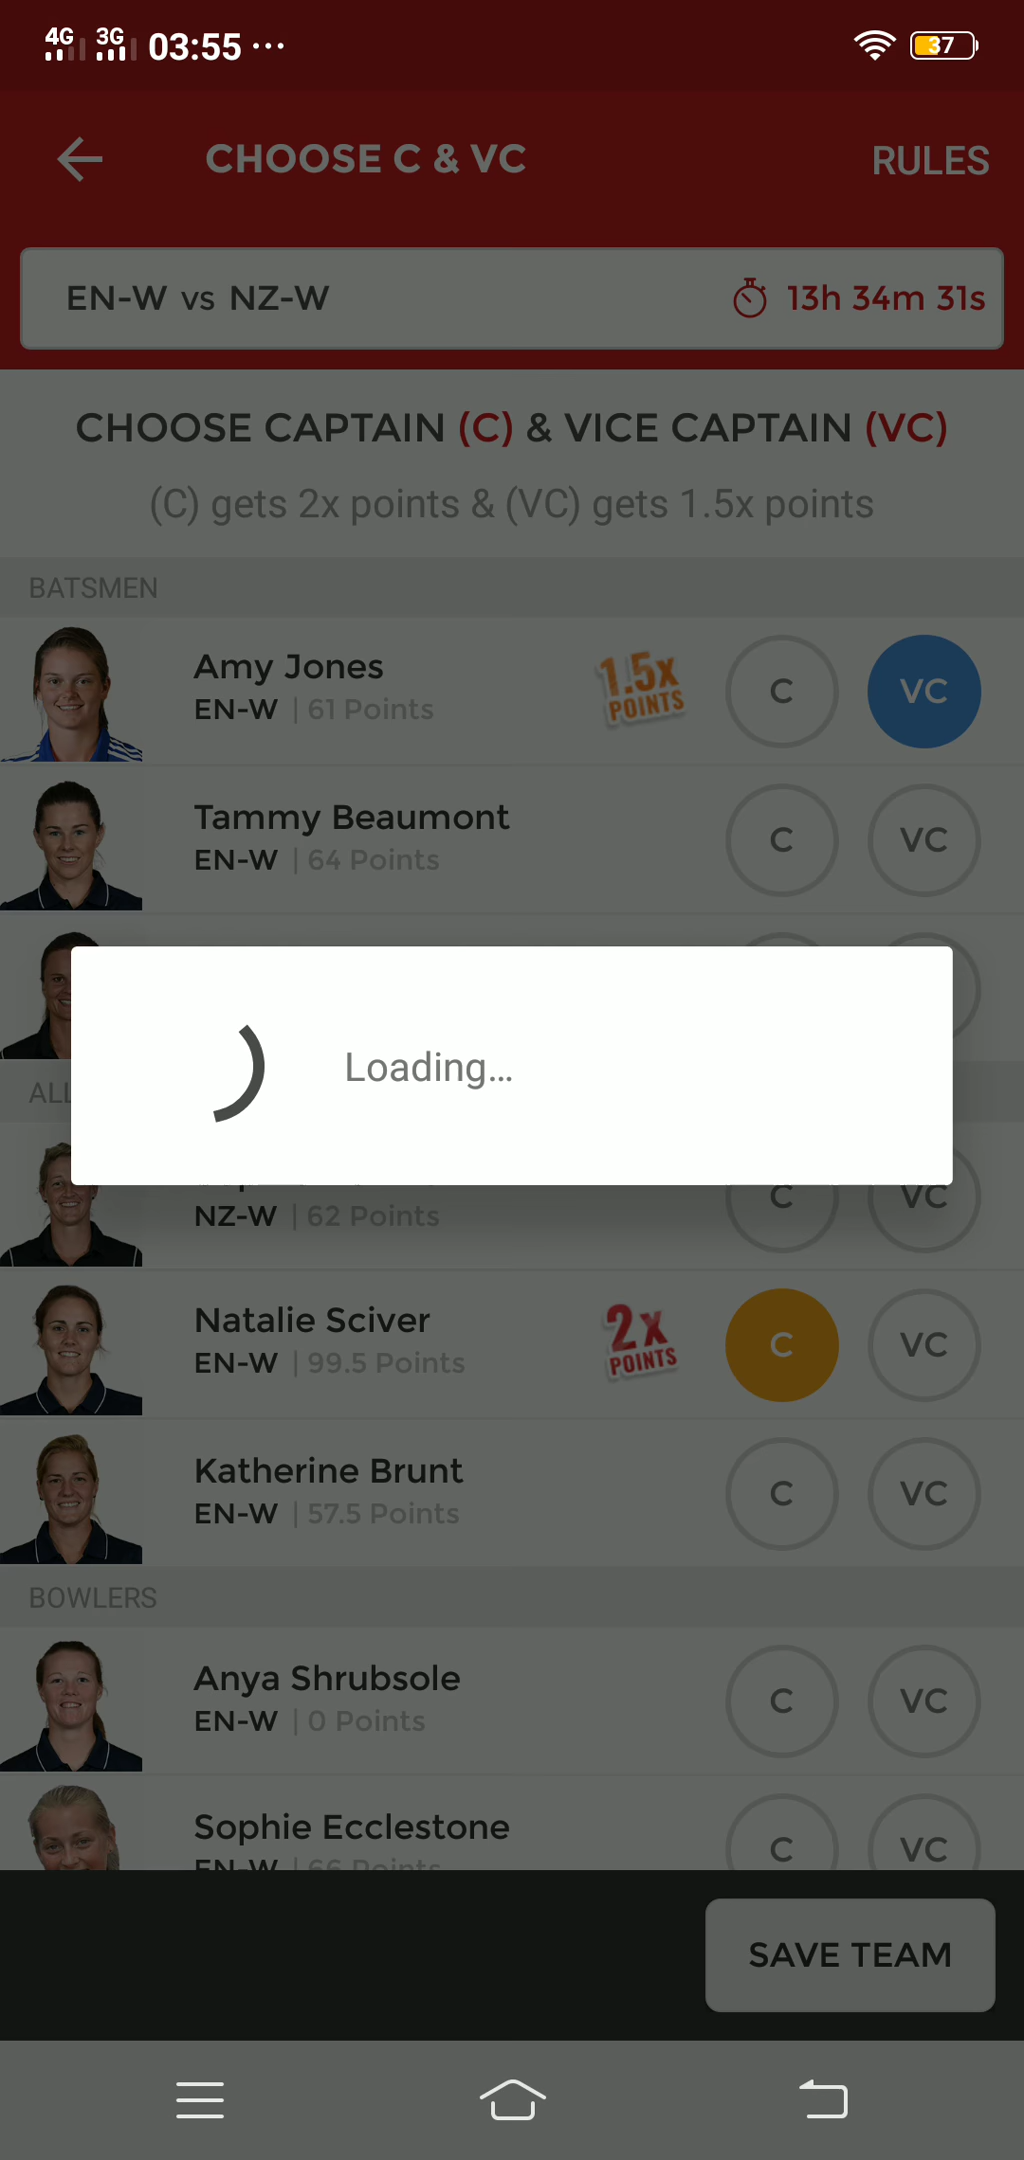 4G 3G 03:55 ... 37
CHOOSE C & VC RULES
EN-W vs NZ-W 13h 34m 31s
CHOOSE CAPTAIN (C) & VICE CAPTAIN (VC)
(C) gets 2x points & (VC) gets 1.5x points
BATSMEN
Amy Jones
EN-W | 61 Points
1.5x
POINTS
C VC
Tammy Beaumont
EN-W | 64 Points
C VC
Loading...
ALL
NZ-W | 62 Points
C VC
Natalie Sciver
EN-W | 99.5 Points
2x
POINTS
C VC
Katherine Brunt
EN-W | 57.5 Points
C VC
BOWLERS
Anya Shrubsole
EN-W | 0 Points
C VC
Sophie Ecclestone
EN-W | 66 Points
C VC
SAVE TEAM